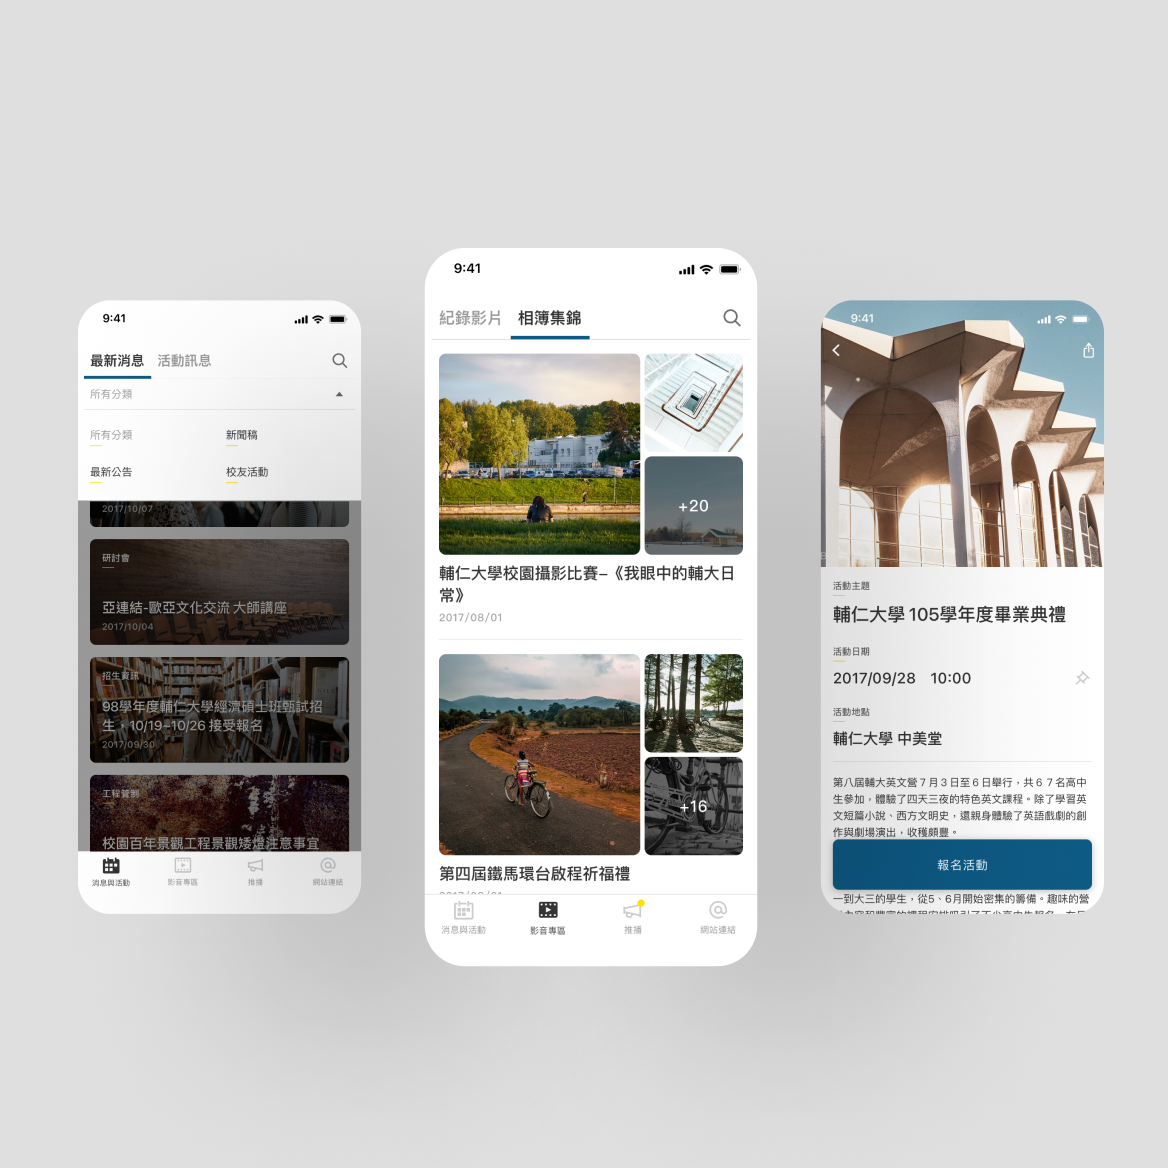 9:41
最新消息 活動訊息
所有分類
所有分類 新聞稿
最新公告 校友活動
2017/10/07
研討會
亞連結-歐亞文化交流 大師講座
2017/10/04
招生資訊
98學年度輔仁大學經濟碩士班甄試招
生，10/19–10/26 接受報名
2017/09/30
工程管制
校園百年景觀工程景觀矮燈注意事宜
消息與活動 影音專區 推播 網站連結
9:41
紀錄影片 相簿集錦
+20
輔仁大學校園攝影比賽–《我眼中的輔大日
常》
2017/08/01
+16
第四屆鐵馬環台啟程祈福禮
消息與活動 影音專區 推播 網站連結
9:41
活動主題
輔仁大學 105學年度畢業典禮
活動日期
2017/09/28 10:00
活動地點
輔仁大學 中美堂
第八屆輔大英文營７月３日至６日舉行，共６７名高中
生參加，體驗了四天三夜的特色英文課程。除了學習英
文短篇小說、西方文明史，還親身體驗了英語戲劇的創
作與劇場演出，收穫頗豐。
報名活動
一到大三的學生，從5、6月開始密集的籌備。趣味的營